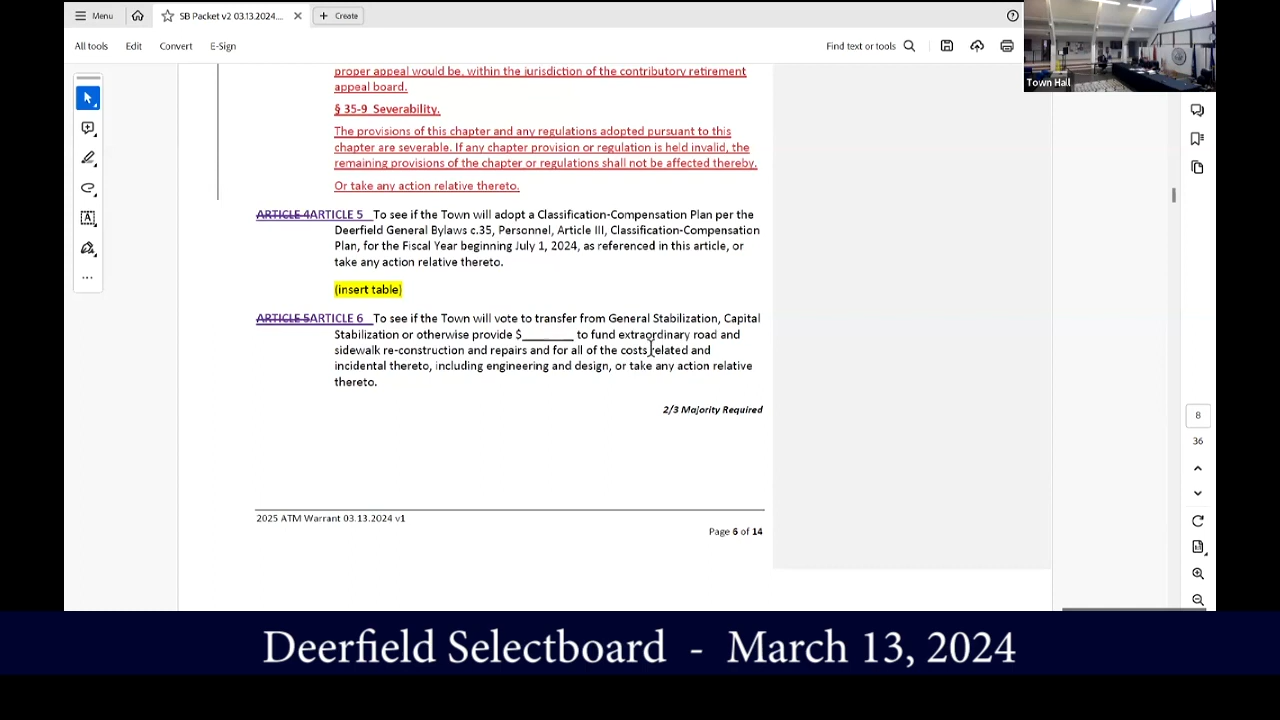 Menu
SB Packet v2 03.13.2024...
Create
All tools
Edit
Convert
E-Sign
Find text or tools
Town Hall
proper appeal would be, within the jurisdiction of the contributory retirement
appeal board.
§ 35-9 Severability.
The provisions of this chapter and any regulations adopted pursuant to this
chapter are severable. If any chapter provision or regulation is held invalid, the
remaining provisions of the chapter or regulations shall not be affected thereby.
Or take any action relative thereto.
ARTICLE 4ARTICLE 5 To see if the Town will adopt a Classification-Compensation Plan per the
Deerfield General Bylaws c.35, Personnel, Article III, Classification-Compensation
Plan, for the Fiscal Year beginning July 1, 2024, as referenced in this article, or
take any action relative thereto.
(insert table)
ARTICLE 5ARTICLE 6 To see if the Town will vote to transfer from General Stabilization, Capital
Stabilization or otherwise provide $________ to fund extraordinary road and
sidewalk re-construction and repairs and for all of the costs related and
incidental thereto, including engineering and design, or take any action relative
thereto.
2/3 Majority Required
2025 ATM Warrant 03.13.2024 v1
Page 6 of 14
8
36
Deerfield Selectboard - March 13, 2024